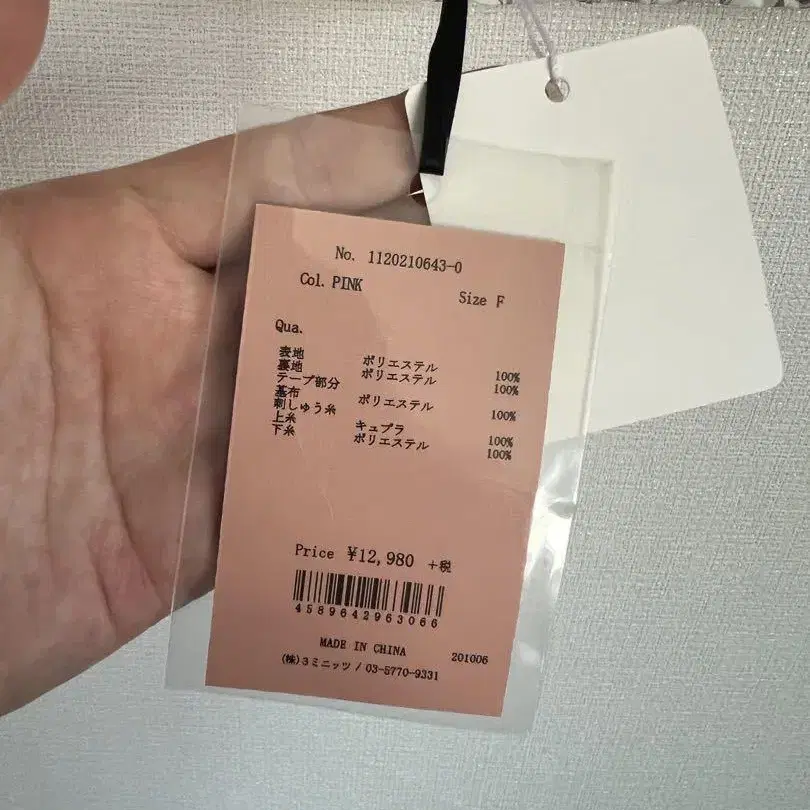 No. 1120210643-0
Col. PINK
Size F
Qua.
表地 ポリエステル 100%
裏地 ポリエステル 100%
テープ部分
基布 ポリエステル 100%
刺しゅう糸
上糸 キュプラ 100%
下糸 ポリエステル 100%
Price ¥12,980 +税
4589642963066
MADE IN CHINA
201006
(株)3ミニッツ / 03-5770-9331